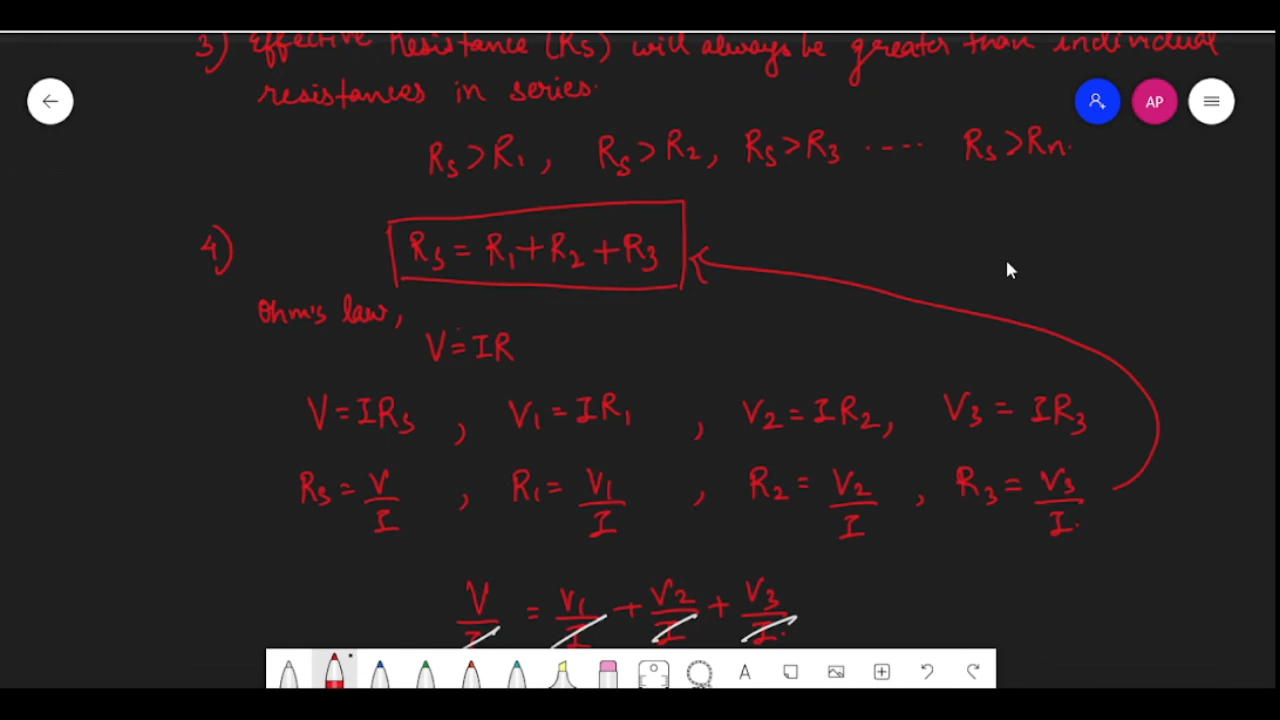 3) Effective Resistance (Rs) will always be greater than individual
resistances in series.
Rs > R1, Rs > R2, Rs > R3 ..... Rs > Rn.
AP
4) Rs = R1 + R2 + R3
Ohm's law,
V = IR
V = IRs , V1 = IR1 , V2 = IR2, V3 = IR3
Rs = V/I , R1 = V1/I , R2 = V2/I , R3 = V3/I.
V/I = V1/I + V2/I + V3/I.
A